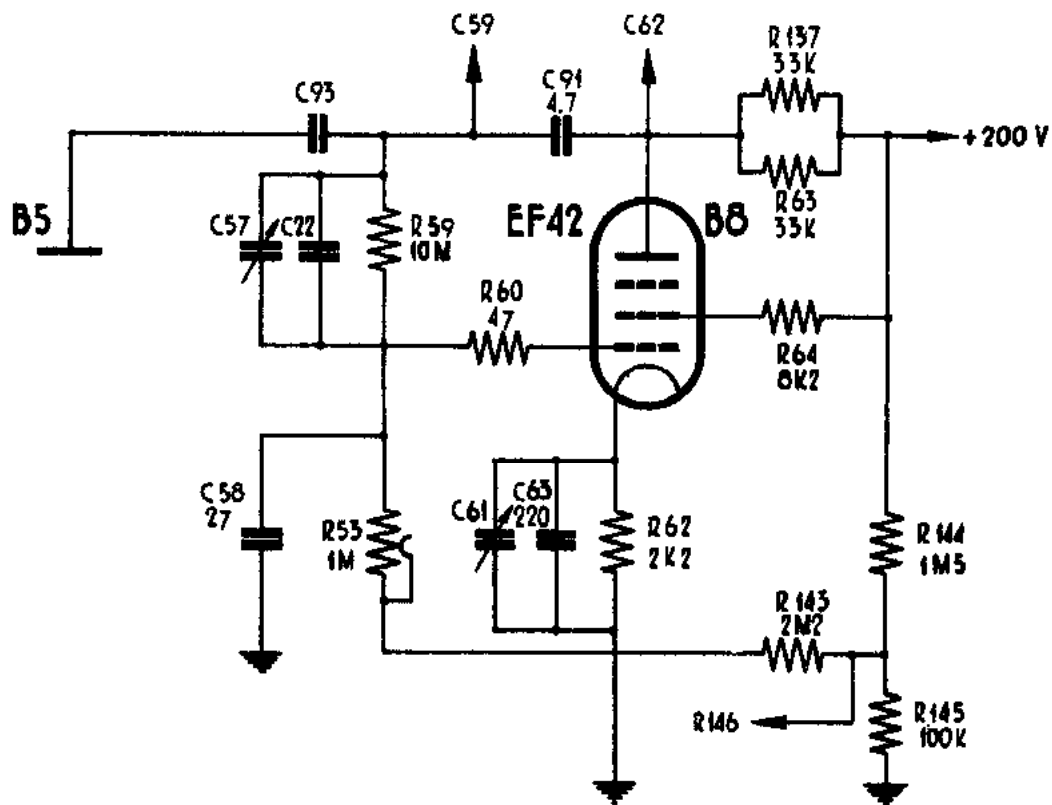 C59
C62
R137
33K
C93
C91
4.7
+200 V
R63
33K
B5
C57
C22
R59
10M
EF42
B8
R60
47
R64
8K2
C58
27
R53
1M
C61
C63
220
R62
2K2
R144
1M5
R143
2M2
R146
R145
100K